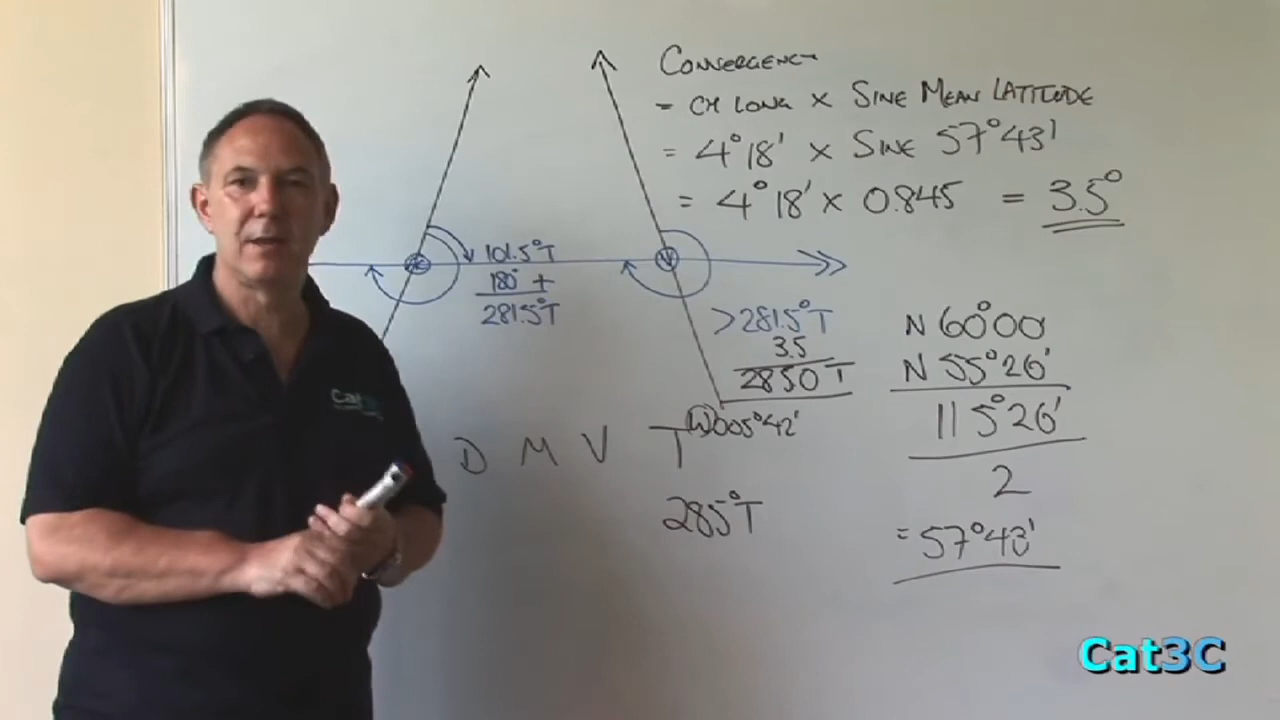 CONVERGENCY
= CH LONG × SINE MEAN LATITUDE
= 4°18' × SINE 57°43'
= 4°18' × 0.845 = 3.5°
101.5°T
180° +
281.5°T
>281.5°T
3.5
2850 T
W005°42'
N 60°00'
N 55°26'
115°26'
2
= 57°43'
D M V T
285°T
Cat3C
Cat3C